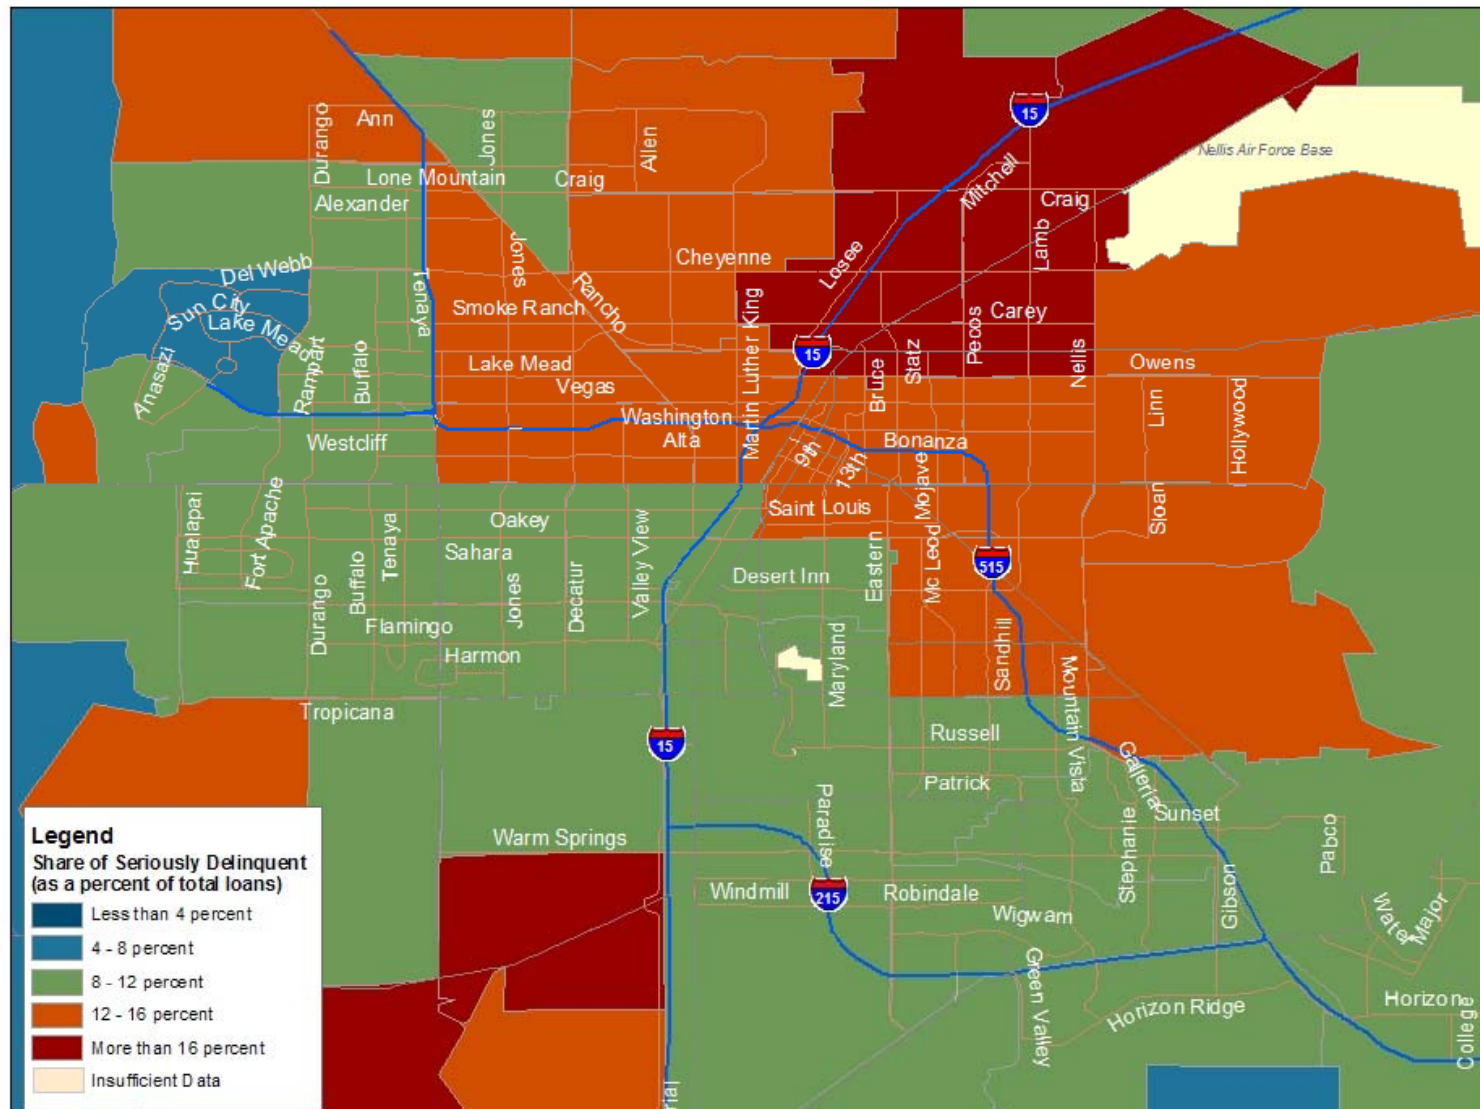 15
Nellis Air Force Base
Durango
Ann
Jones
Allen
Lone Mountain
Craig
Mitchell
Craig
Alexander
Lamb
Jones
Cheyenne
Losee
Del Webb
Tenaya
Sun City
Rancho
Smoke Ranch
Martin Luther King
Carey
Pecos
Lake Mead
15
Anasazi
Rampart
Buffalo
Lake Mead
Vegas
Bruce
Statz
Nellis
Owens
Linn
Hollywood
Washington
Westcliff
Alta
9th
13th
Bonanza
Mojave
Hualapai
Fort Apache
Saint Louis
Sloan
Oakey
Tenaya
Sahara
Valley View
Buffalo
Jones
Decatur
Desert Inn
Eastern
Mc Leod
515
Durango
Flamingo
Harmon
Maryland
Sandhill
Mountain Vista
Tropicana
15
Russell
Galleria
Patrick
Paradise
Sunset
Stephanie
Pabco
Warm Springs
Windmill
215
Robindale
Wigwam
Gibson
Water
Major
Green Valley
Horizon Ridge
Horizon
College
rial
Legend
Share of Seriously Delinquent
(as a percent of total loans)
Less than 4 percent
4 - 8 percent
8 - 12 percent
12 - 16 percent
More than 16 percent
Insufficient Data